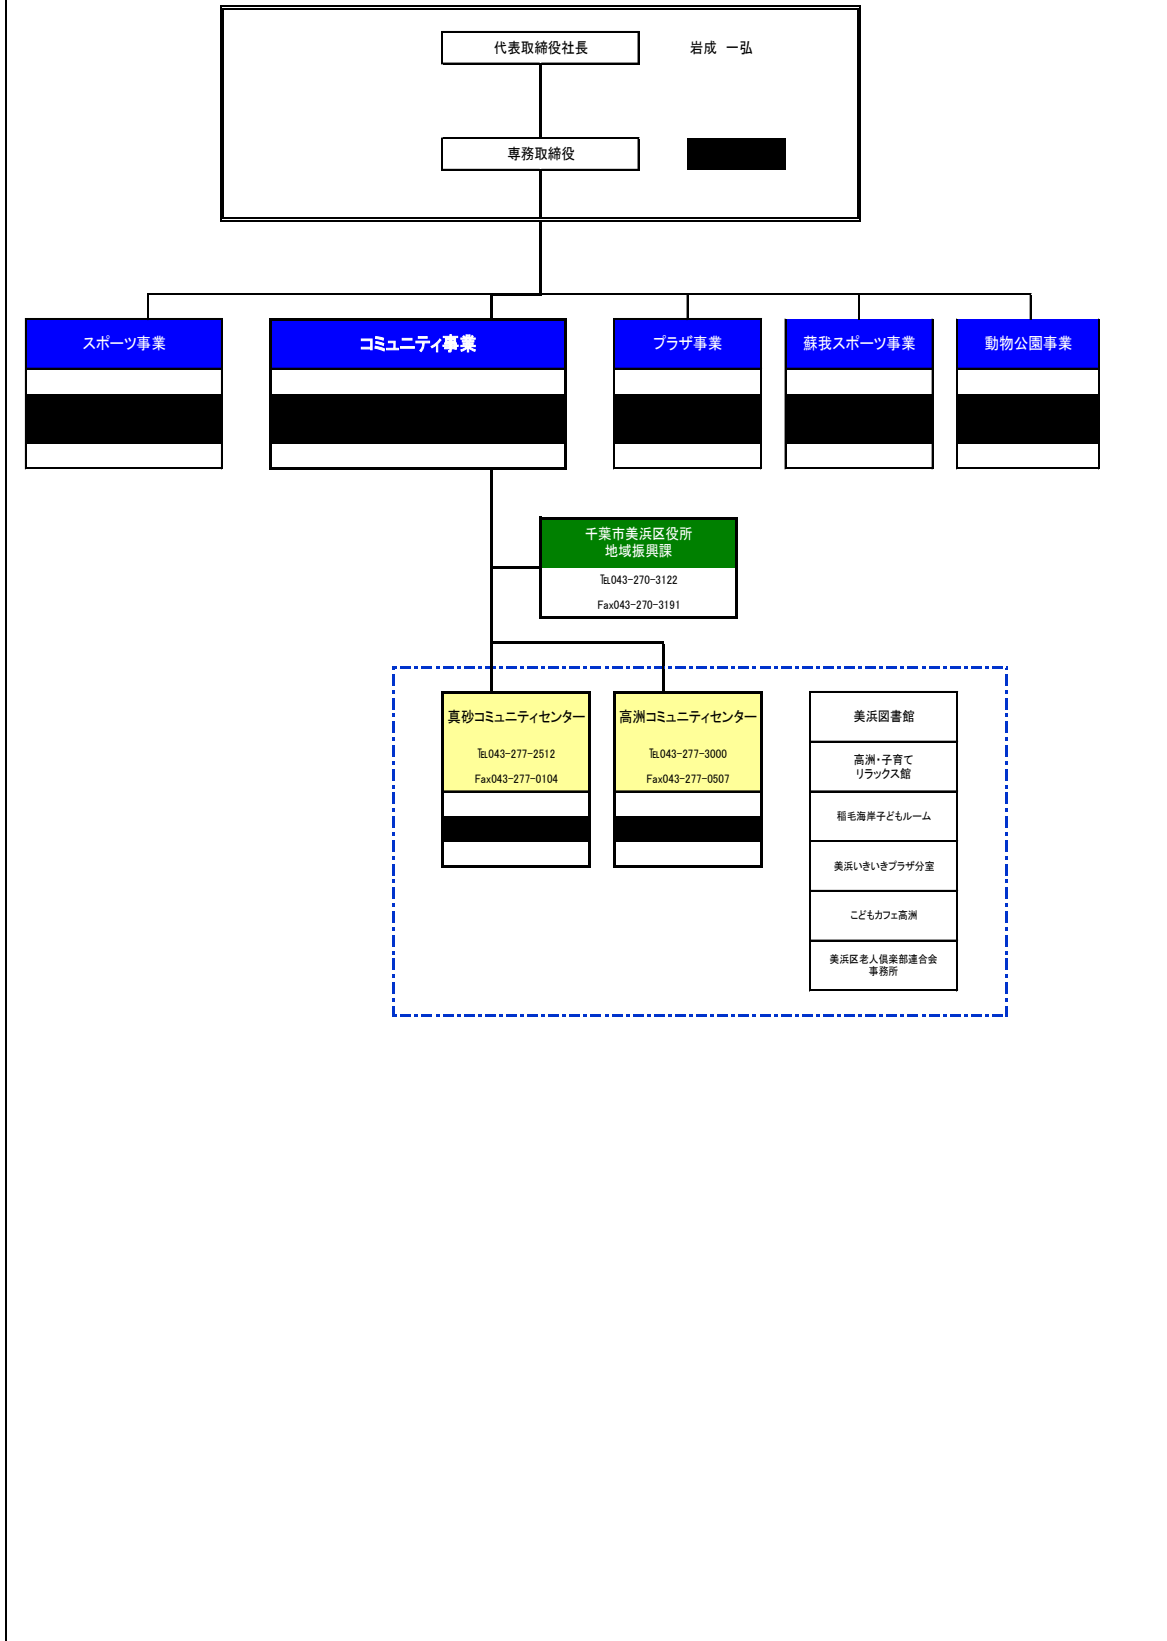 代表取締役社長 岩成 一弘
専務取締役
スポーツ事業
コミュニティ事業
プラザ事業
蘇我スポーツ事業
動物公園事業
千葉市美浜区役所
地域振興課
℡043-270-3122
Fax043-270-3191
真砂コミュニティセンター
℡043-277-2512
Fax043-277-0104
高洲コミュニティセンター
℡043-277-3000
Fax043-277-0507
美浜図書館
高洲・子育て
リラックス館
稲毛海岸子どもルーム
美浜いきいきプラザ分室
こどもカフェ高洲
美浜区老人倶楽部連合会
事務所